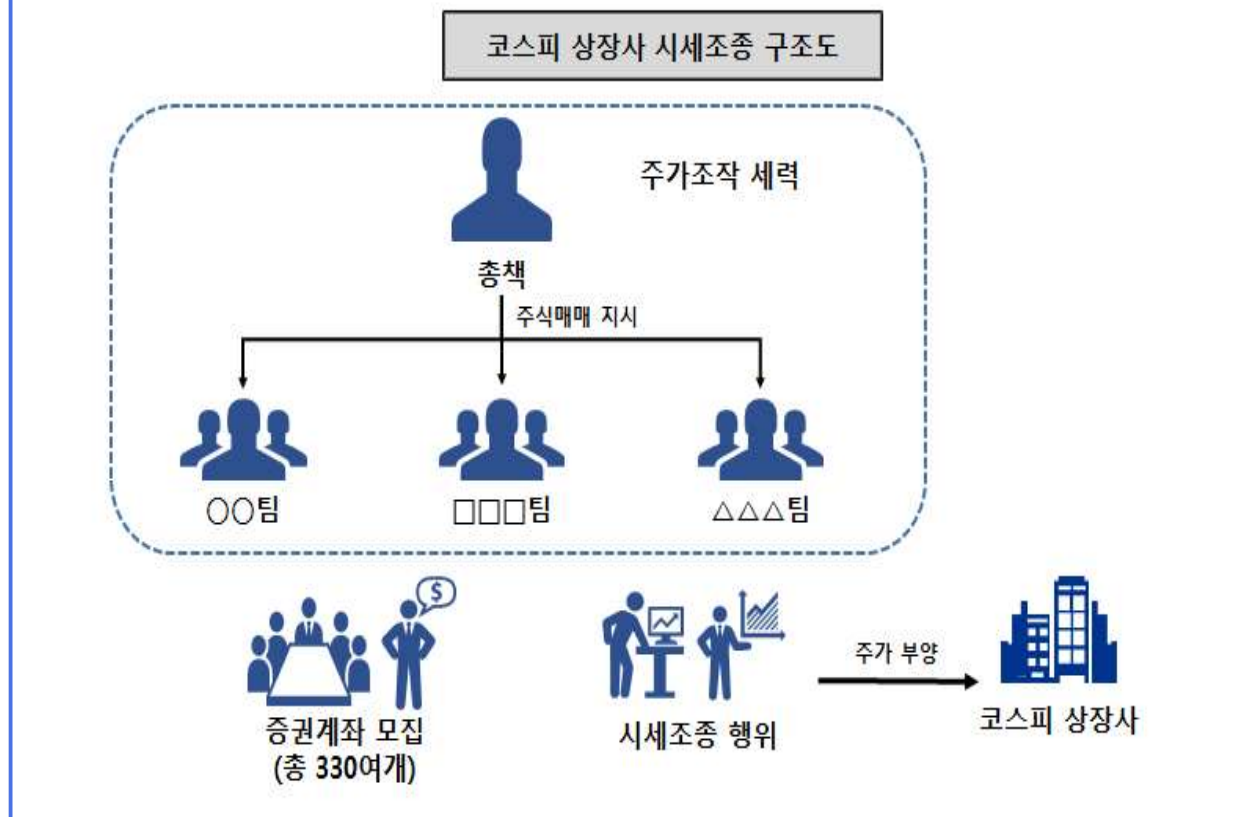 코스피 상장사 시세조종 구조도
주가조작 세력
총책
주식매매 지시
○○팀
□□□팀
△△△팀
$
주가 부양
증권계좌 모집
(총 330여개)
시세조종 행위
코스피 상장사